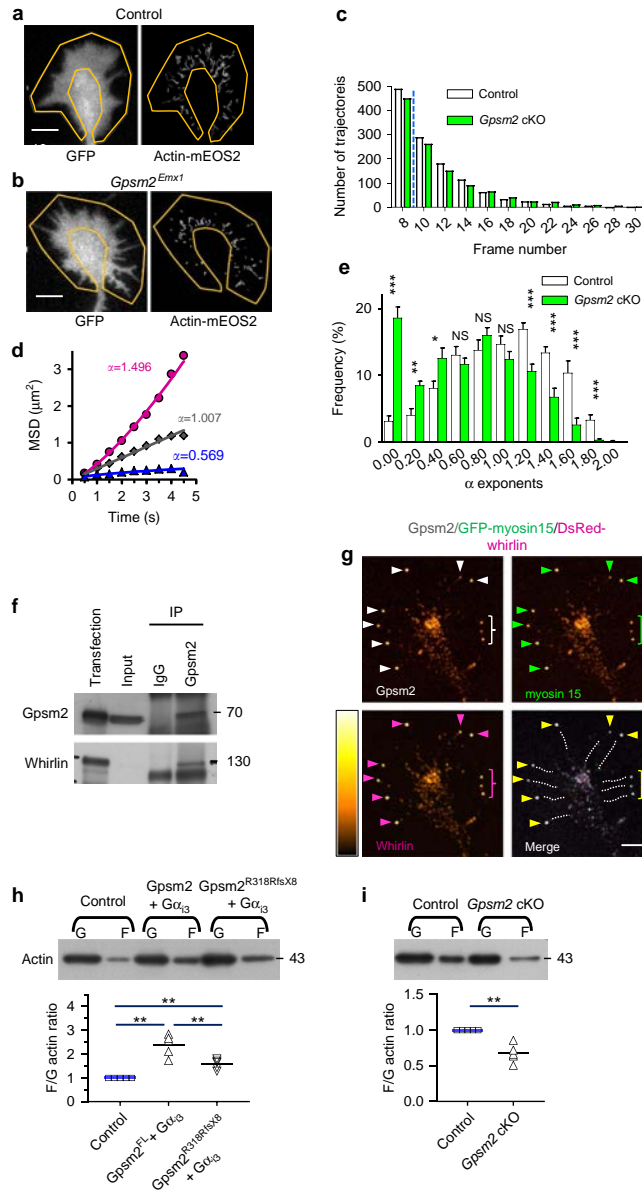 a
Control
GFP
Actin-mEOS2
b
Gpsm2Emx1
GFP
Actin-mEOS2
c
Number of trajectoreis
500
400
300
200
100
0
8 10 12 14 16 18 20 22 24 26 28 30
Frame number
Control
Gpsm2 cKO
d
MSD (μm2)
3
2
1
0
0 1 2 3 4 5
Time (s)
α=1.496
α=1.007
α=0.569
e
Control
Gpsm2 cKO
Frequency (%)
20
10
0
*** ** * NS NS NS *** *** *** ***
0.00 0.20 0.40 0.60 0.80 1.00 1.20 1.40 1.60 1.80 2.00
α exponents
f
IP
Transfection
Input
IgG
Gpsm2
Gpsm2
70
Whirlin
130
g
Gpsm2/GFP-myosin15/DsRed-
whirlin
Gpsm2
myosin 15
Whirlin
Merge
h
Control
Gpsm2
+ Gαi3
Gpsm2R318RfsX8
+ Gαi3
G F G F G F
Actin
43
F/G actin ratio
4
3
2
1
0
**
** **
Control
Gpsm2FL+ Gαi3
Gpsm2R318RfsX8
+ Gαi3
i
Control Gpsm2 cKO
G F G F
43
F/G actin ratio
1.5
1.0
0.5
0.0
**
Control
Gpsm2 cKO